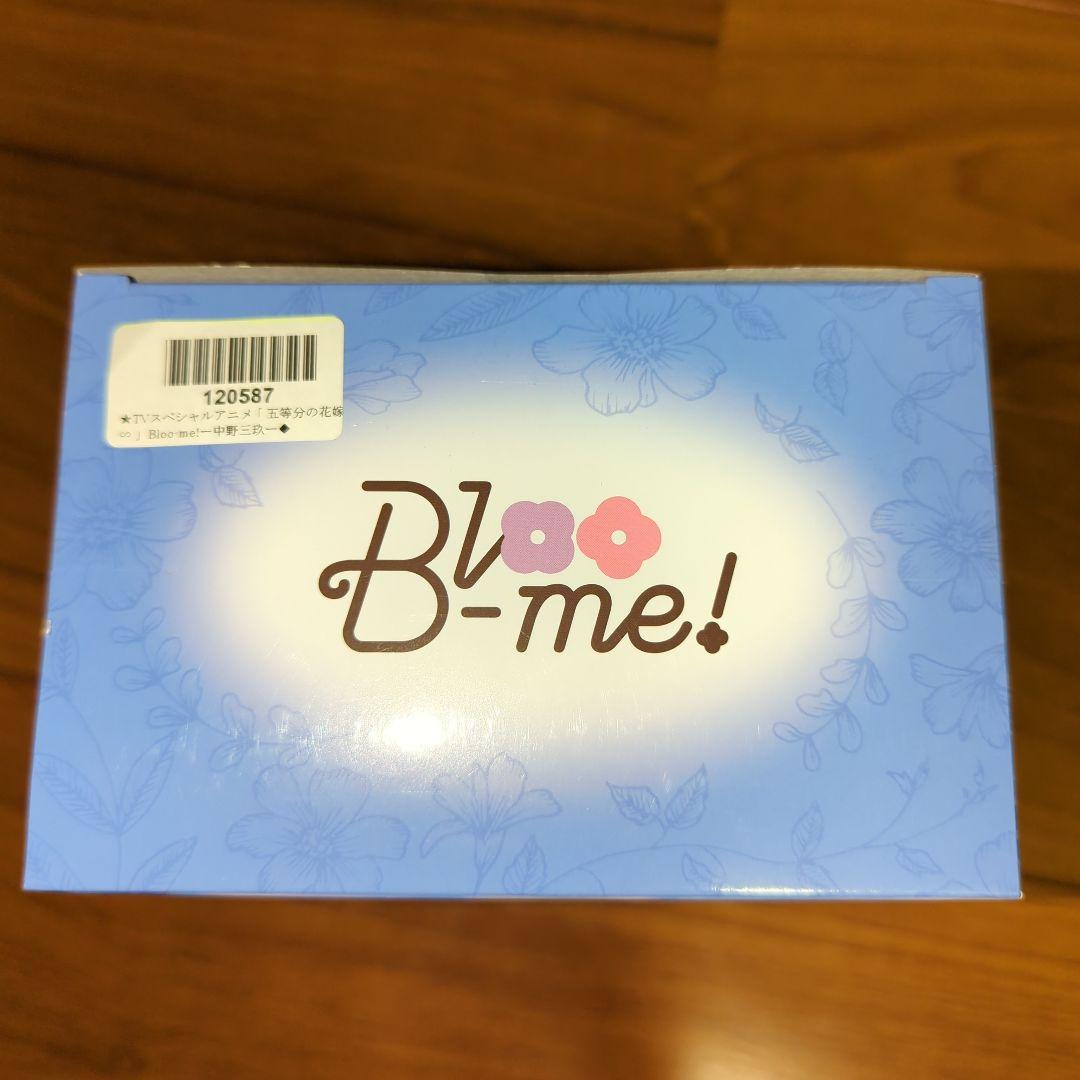 120587
★TVスペシャルアニメ「五等分の花嫁
∞」Bloo-me!ー中野三玖ー◆
Bloo
-me!